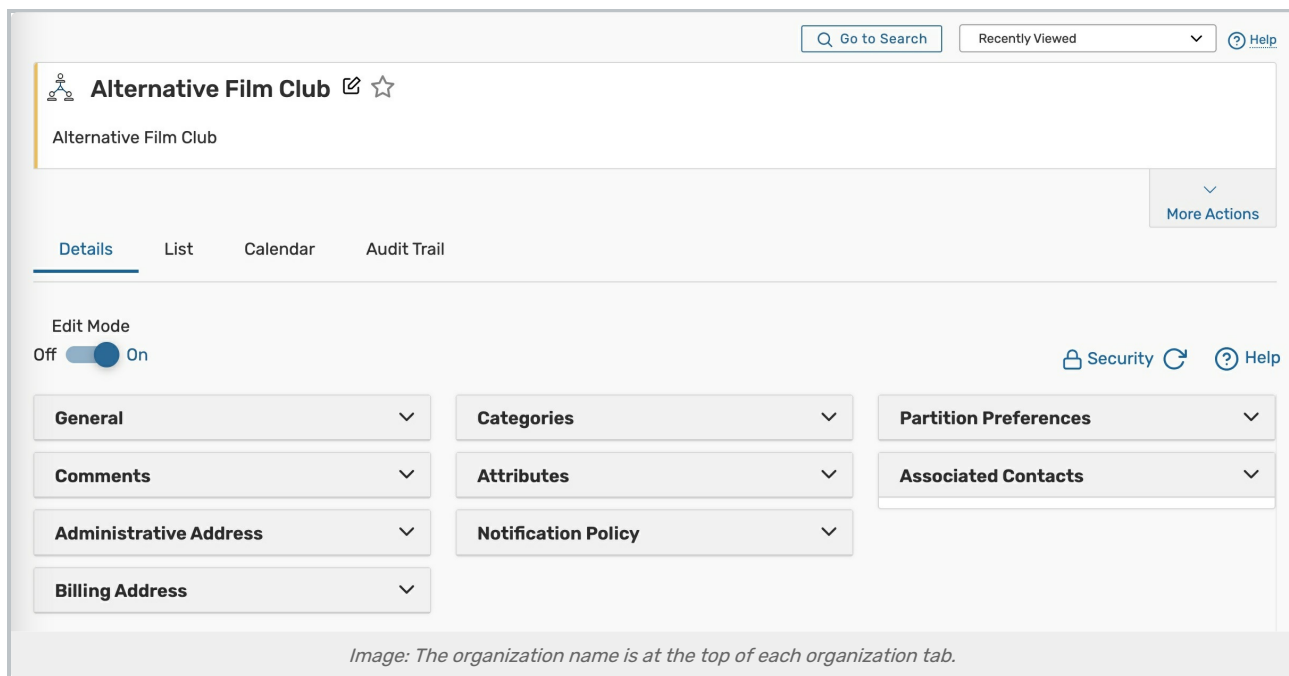 Go to Search
Recently Viewed
Help
Alternative Film Club
Alternative Film Club
More Actions
Details List Calendar Audit Trail
Edit Mode
Off On
Security
Help
General
Categories
Partition Preferences
Comments
Attributes
Associated Contacts
Administrative Address
Notification Policy
Billing Address
Image: The organization name is at the top of each organization tab.